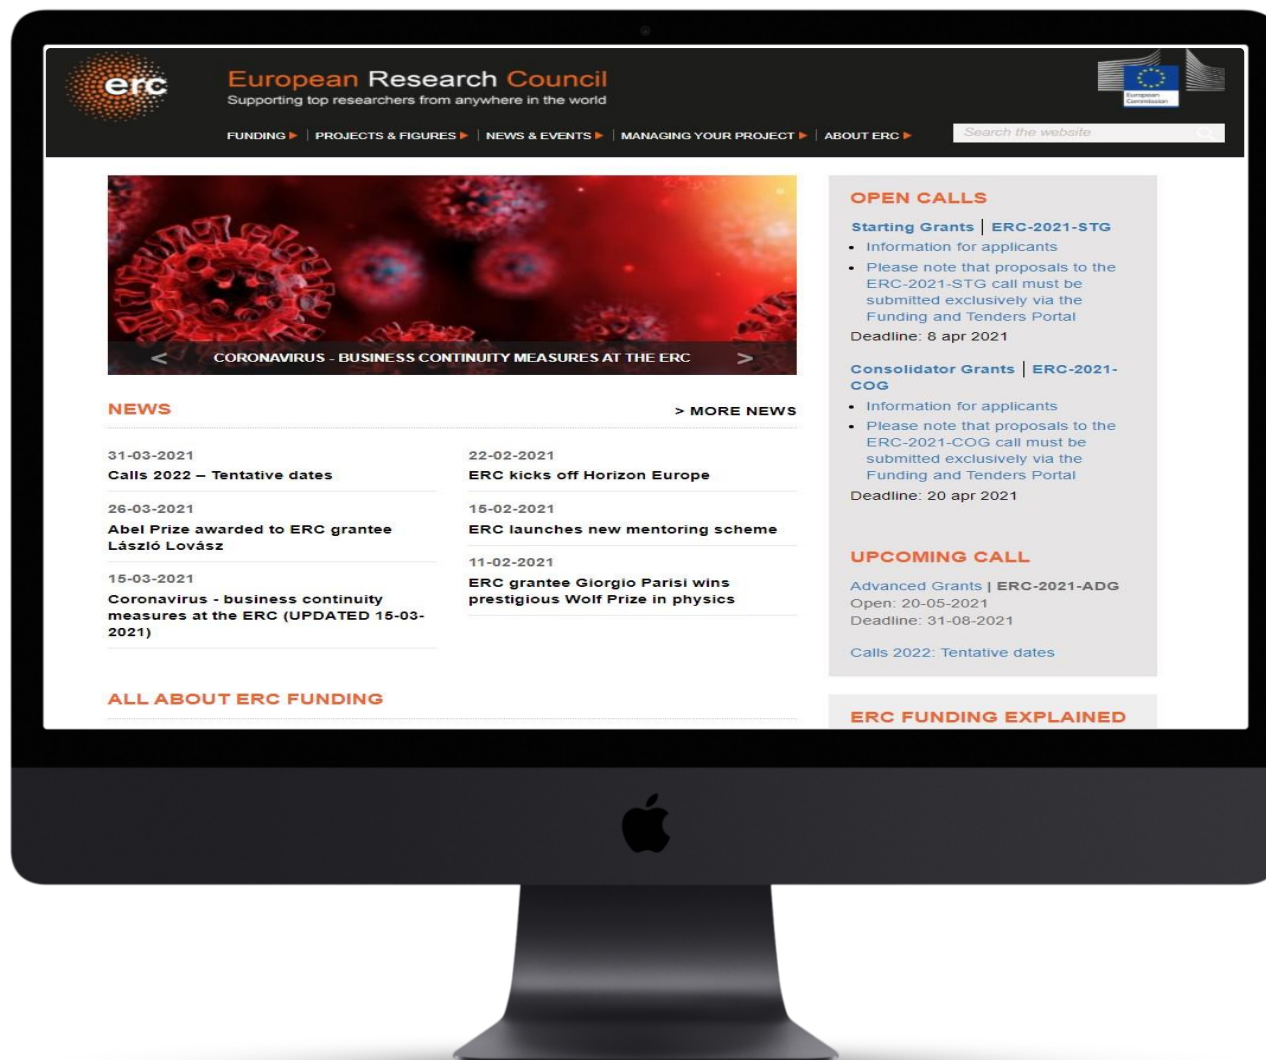 erc
European Research Council
Supporting top researchers from anywhere in the world
European
Commission
FUNDING | PROJECTS & FIGURES | NEWS & EVENTS | MANAGING YOUR PROJECT | ABOUT ERC
Search the website
< CORONAVIRUS - BUSINESS CONTINUITY MEASURES AT THE ERC >
NEWS
> MORE NEWS
31-03-2021
Calls 2022 – Tentative dates
26-03-2021
Abel Prize awarded to ERC grantee
László Lovász
15-03-2021
Coronavirus - business continuity
measures at the ERC (UPDATED 15-03-
2021)
22-02-2021
ERC kicks off Horizon Europe
15-02-2021
ERC launches new mentoring scheme
11-02-2021
ERC grantee Giorgio Parisi wins
prestigious Wolf Prize in physics
ALL ABOUT ERC FUNDING
OPEN CALLS
Starting Grants | ERC-2021-STG
• Information for applicants
• Please note that proposals to the
ERC-2021-STG call must be
submitted exclusively via the
Funding and Tenders Portal
Deadline: 8 apr 2021
Consolidator Grants | ERC-2021-
COG
• Information for applicants
• Please note that proposals to the
ERC-2021-COG call must be
submitted exclusively via the
Funding and Tenders Portal
Deadline: 20 apr 2021
UPCOMING CALL
Advanced Grants | ERC-2021-ADG
Open: 20-05-2021
Deadline: 31-08-2021
Calls 2022: Tentative dates
ERC FUNDING EXPLAINED